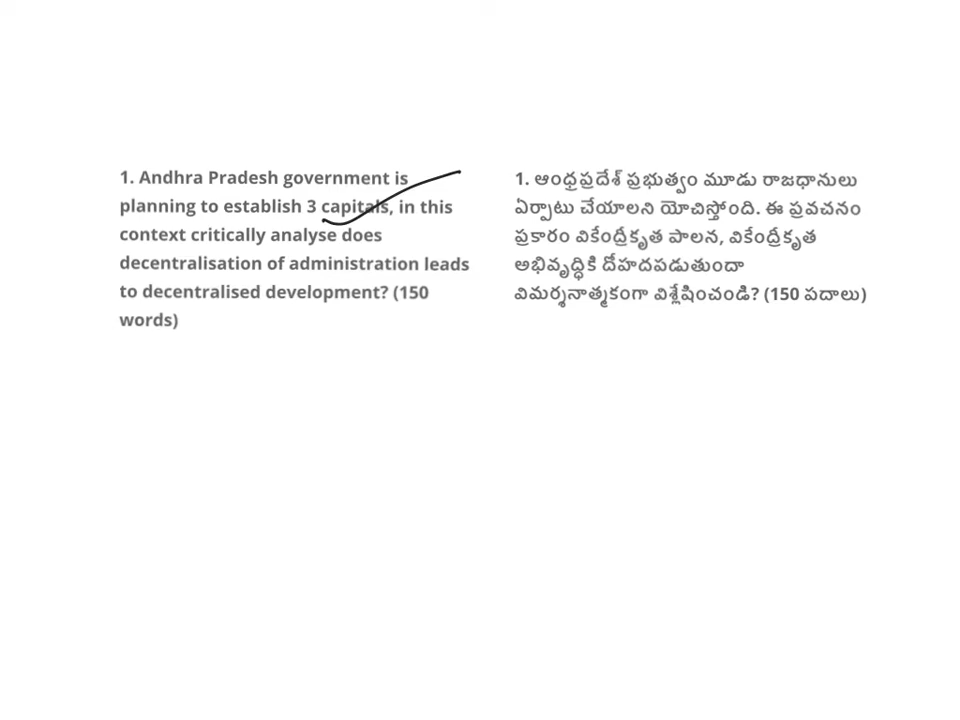 1. Andhra Pradesh government is
planning to establish 3 capitals, in this
context critically analyse does
decentralisation of administration leads
to decentralised development? (150
words)
1. ఆంధ్రప్రదేశ్ ప్రభుత్వం మూడు రాజధానులు
ఏర్పాటు చేయాలని యోచిస్తోంది. ఈ ప్రవచనం
ప్రకారం వికేంద్రీకృత పాలన, వికేంద్రీకృత
అభివృద్ధికి దోహదపడుతుందా
విమర్శనాత్మకంగా విశ్లేషించండి? (150 పదాలు)